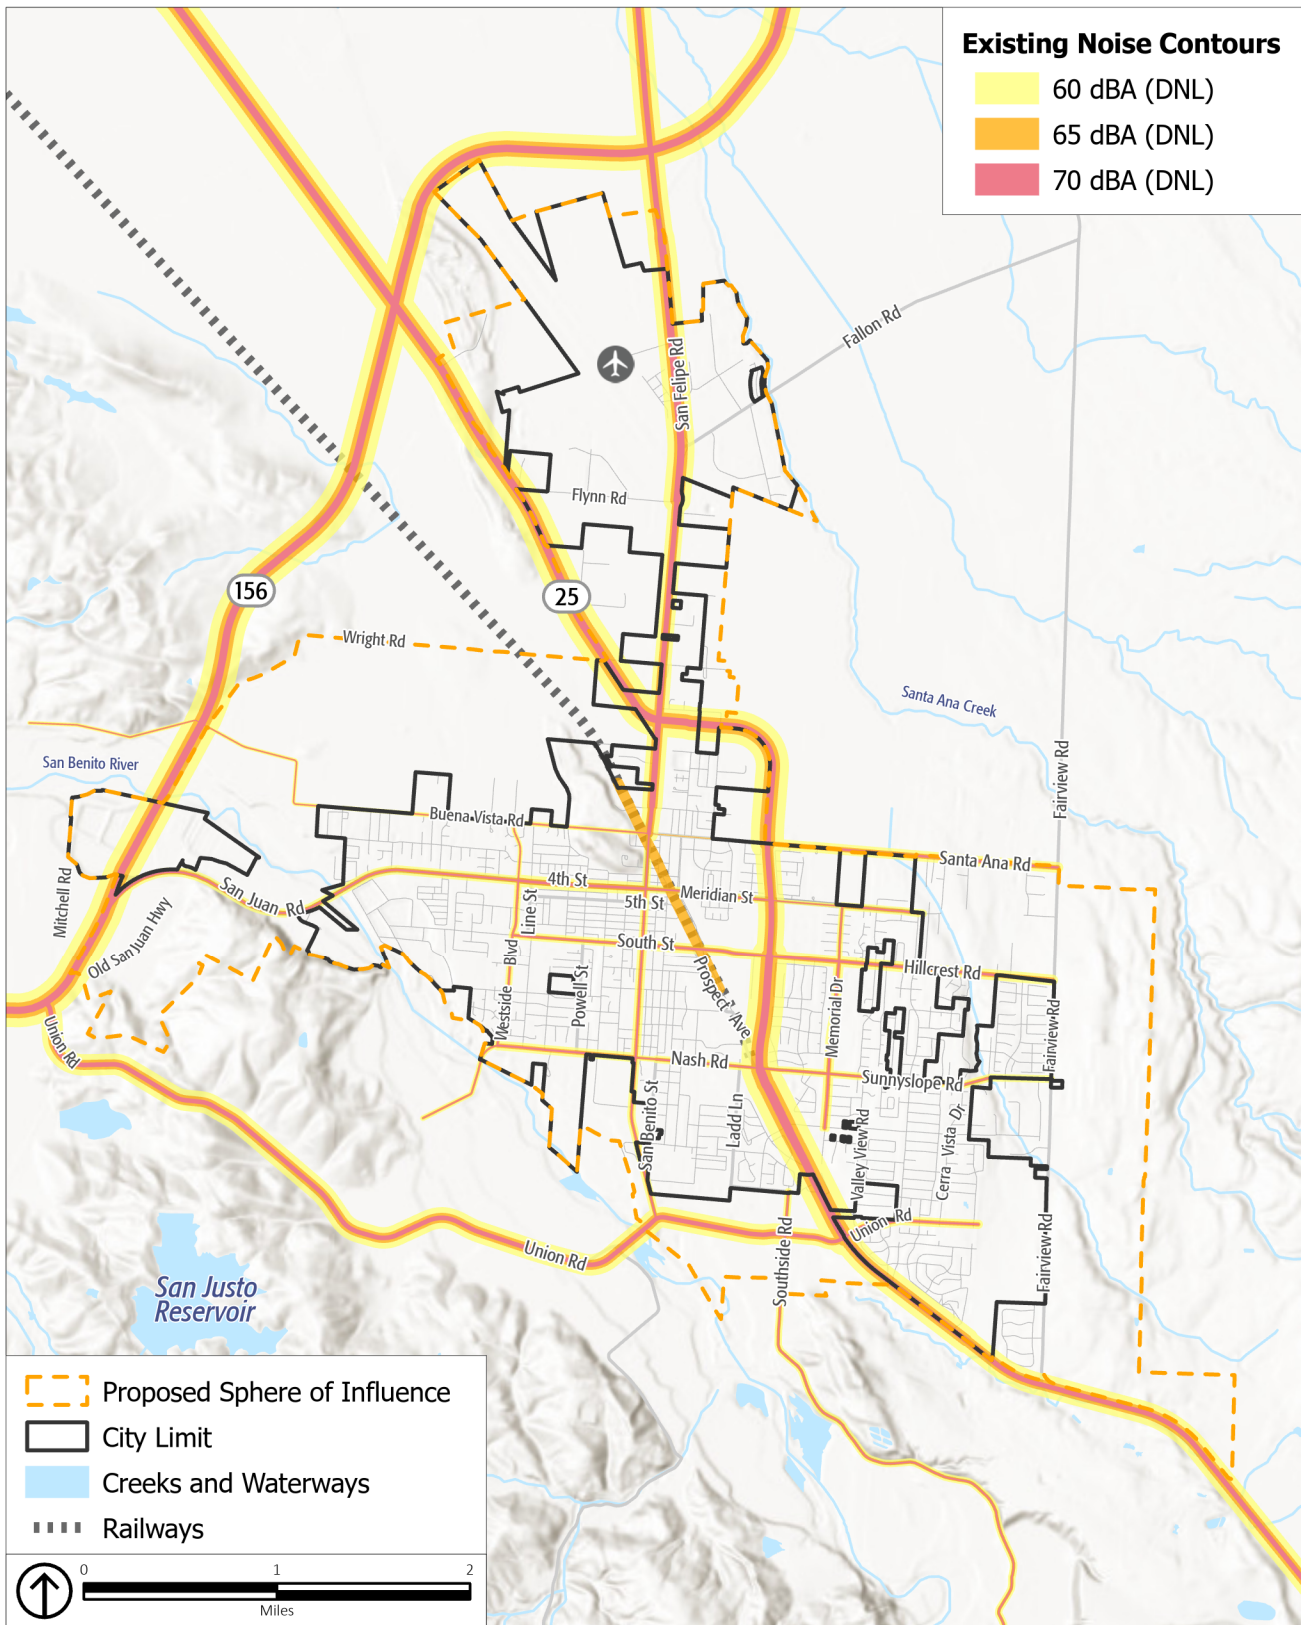 Existing Noise Contours
60 dBA (DNL)
65 dBA (DNL)
70 dBA (DNL)
Fallon Rd
San Felipe Rd
Flynn Rd
156
25
Wright Rd
Santa Ana Creek
San Benito River
Fairview Rd
Buena Vista Rd
Santa Ana Rd
Mitchell Rd
San Juan Rd
4th St
Meridian St
5th St
Line St
Old San Juan Hwy
South St
Hillcrest Rd
Westside Blvd
Powell St
Prospect Ave
Memorial Dr
Fairview Rd
Union Rd
Nash Rd
Sunnyslope Rd
San Benito St
Ladd Ln
Valley View Rd
Cerra Vista Dr
Union Rd
Union Rd
Southside Rd
Fairview Rd
San Justo
Reservoir
Proposed Sphere of Influence
City Limit
Creeks and Waterways
Railways
0 1 2
Miles